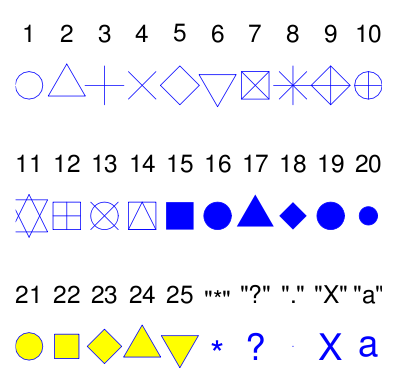 1 2 3 4 5 6 7 8 9 10
11 12 13 14 15 16 17 18 19 20
21 22 23 24 25 "*" "?" "." "X" "a"
* ? . X a